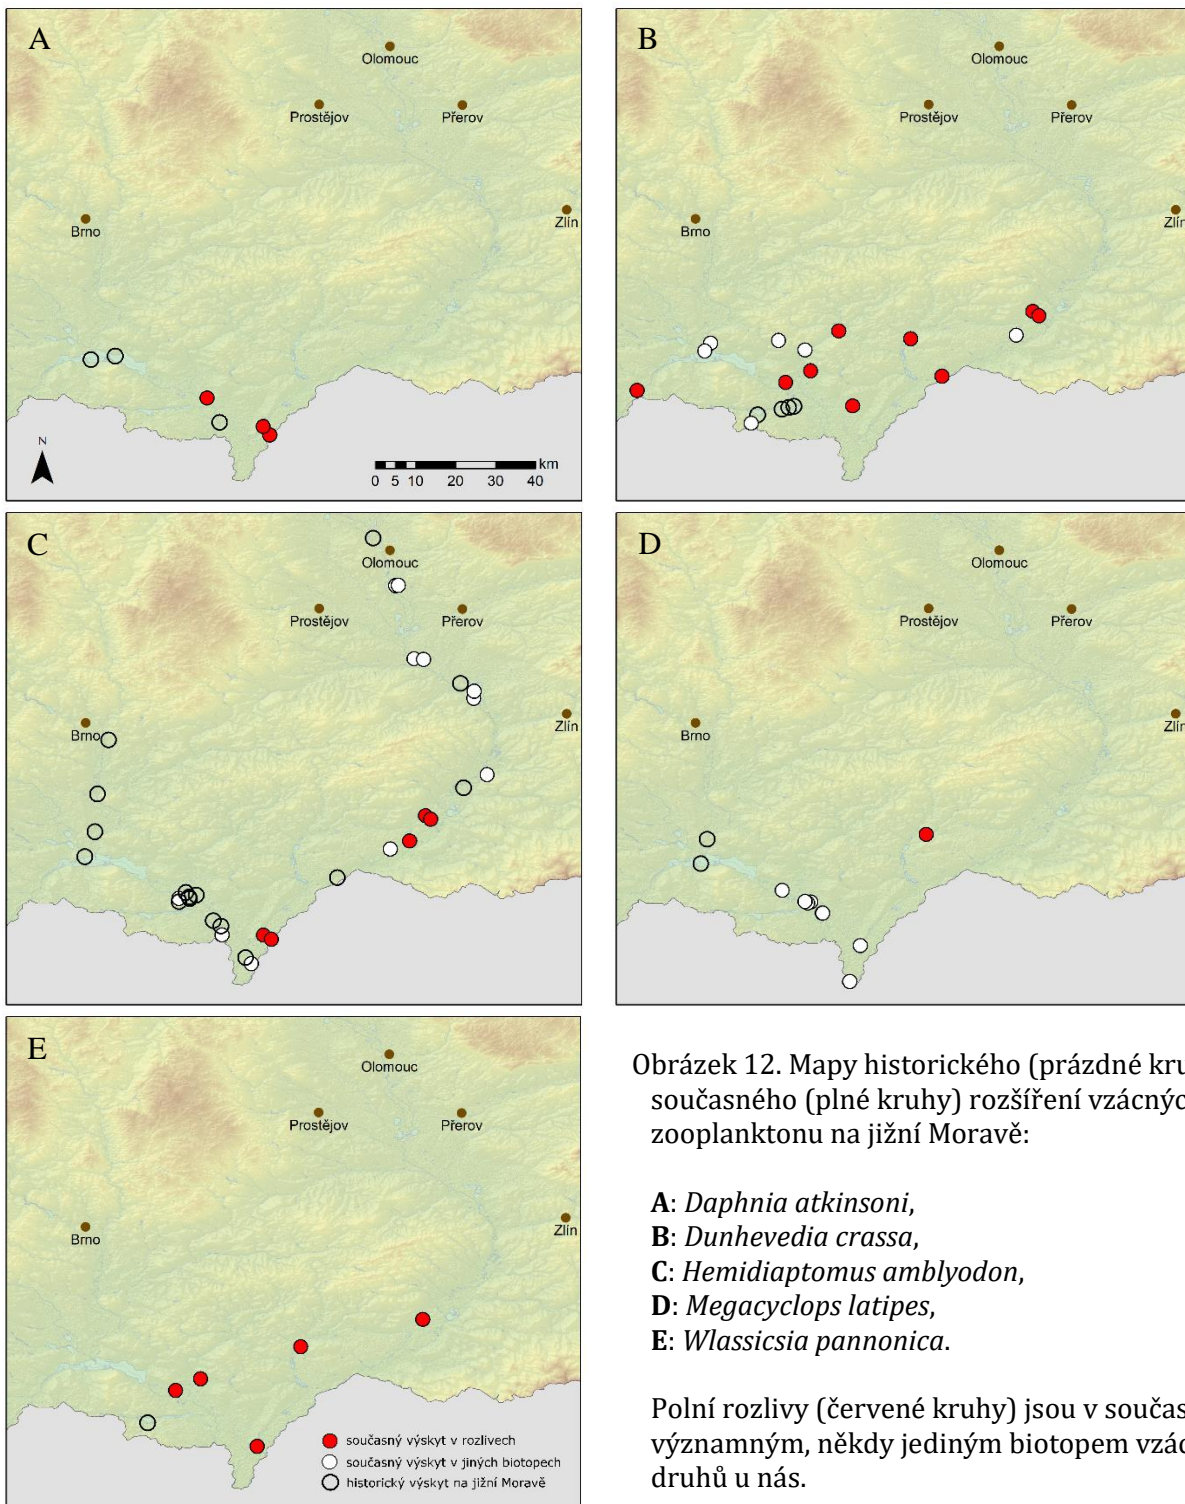 A
Olomouc
Prostějov
Přerov
Brno
Zlín
N
km
0 5 10 20 30 40
B
Olomouc
Prostějov
Přerov
Brno
Zlín
C
Olomouc
Prostějov
Přerov
Brno
Zlín
D
Olomouc
Prostějov
Přerov
Brno
Zlín
E
Olomouc
Prostějov
Přerov
Brno
Zlín
současný výskyt v rozlivech
současný výskyt v jiných biotopech
historický výskyt na jižní Moravě
Obrázek 12. Mapy historického (prázdné kru
současného (plné kruhy) rozšíření vzácnýc
zooplanktonu na jižní Moravě:
A: Daphnia atkinsoni,
B: Dunhevedia crassa,
C: Hemidiaptomus amblyodon,
D: Megacyclops latipes,
E: Wlassicsia pannonica.
Polní rozlivy (červené kruhy) jsou v součas
významným, někdy jediným biotopem vzác
druhů u nás.